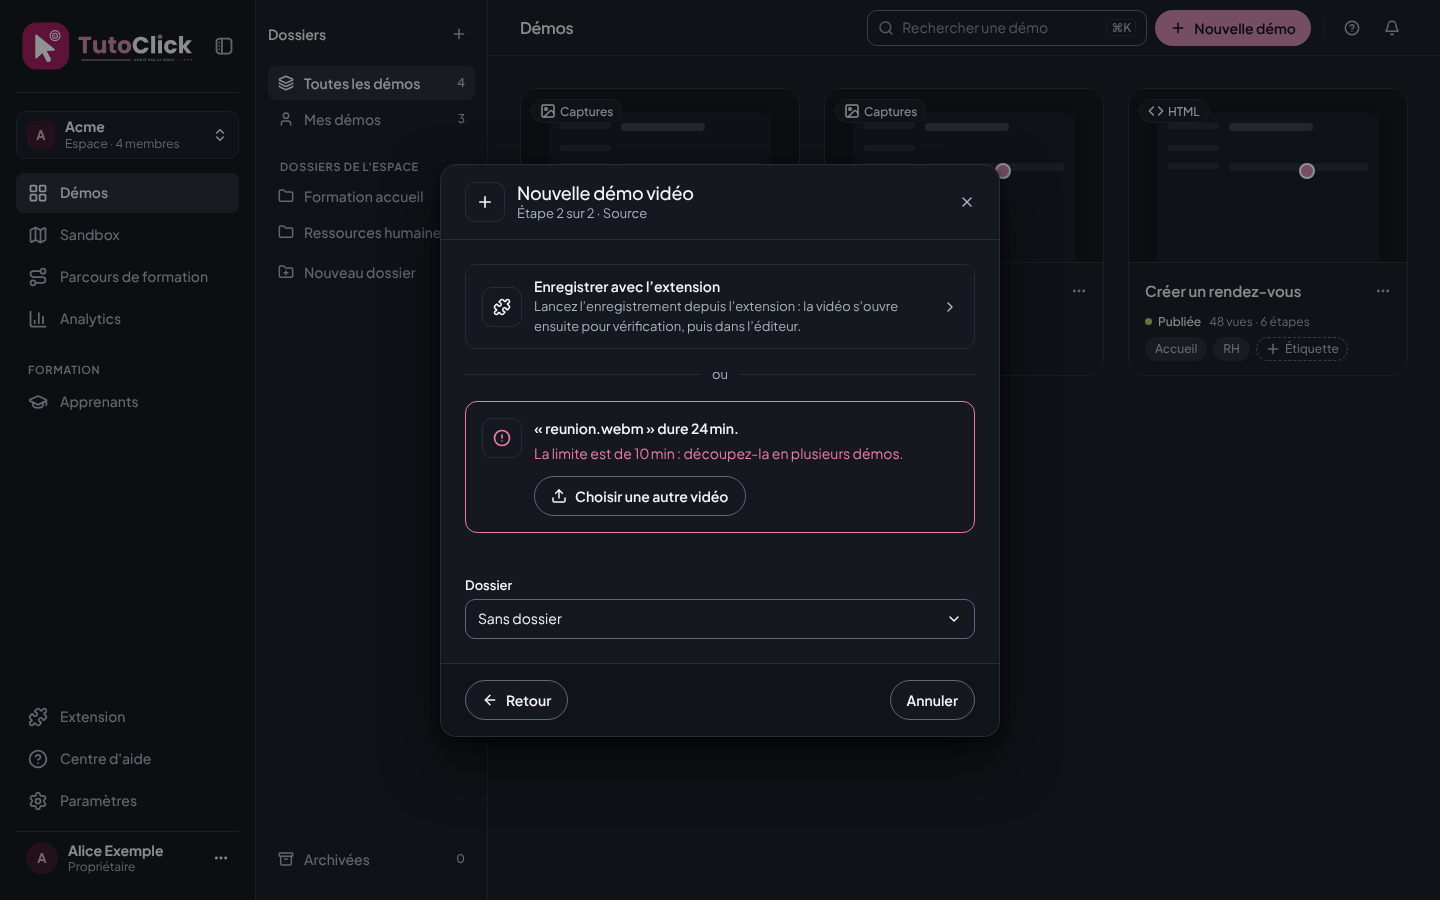 TutoClick
Acme
Espace · 4 membres
Démos
Sandbox
Parcours de formation
Analytics
FORMATION
Apprenants
Extension
Centre d'aide
Paramètres
A
Alice Exemple
Propriétaire
Dossiers
Toutes les démos 4
Mes démos 3
DOSSIERS DE L'ESPACE
Formation accueil
Ressources humaine
Nouveau dossier
Archivées 0
Démos
Rechercher une démo ⌘K
Nouvelle démo
Captures
Captures
HTML
Créer un rendez-vous
Publiée 48 vues · 6 étapes
Accueil RH + Étiquette
Nouvelle démo vidéo
Étape 2 sur 2 · Source
Enregistrer avec l’extension
Lancez l’enregistrement depuis l’extension : la vidéo s’ouvre
ensuite pour vérification, puis dans l’éditeur.
ou
« reunion.webm » dure 24 min.
La limite est de 10 min : découpez-la en plusieurs démos.
Choisir une autre vidéo
Dossier
Sans dossier
Retour
Annuler